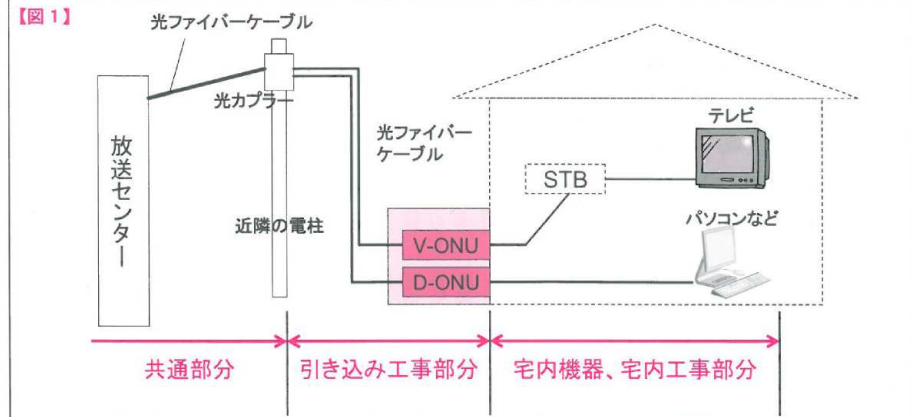 【図1】
光ファイバーケーブル
光カプラー
放送センター
近隣の電柱
光ファイバー
ケーブル
V-ONU
D-ONU
STB
テレビ
パソコンなど
共通部分
引き込み工事部分
宅内機器、宅内工事部分